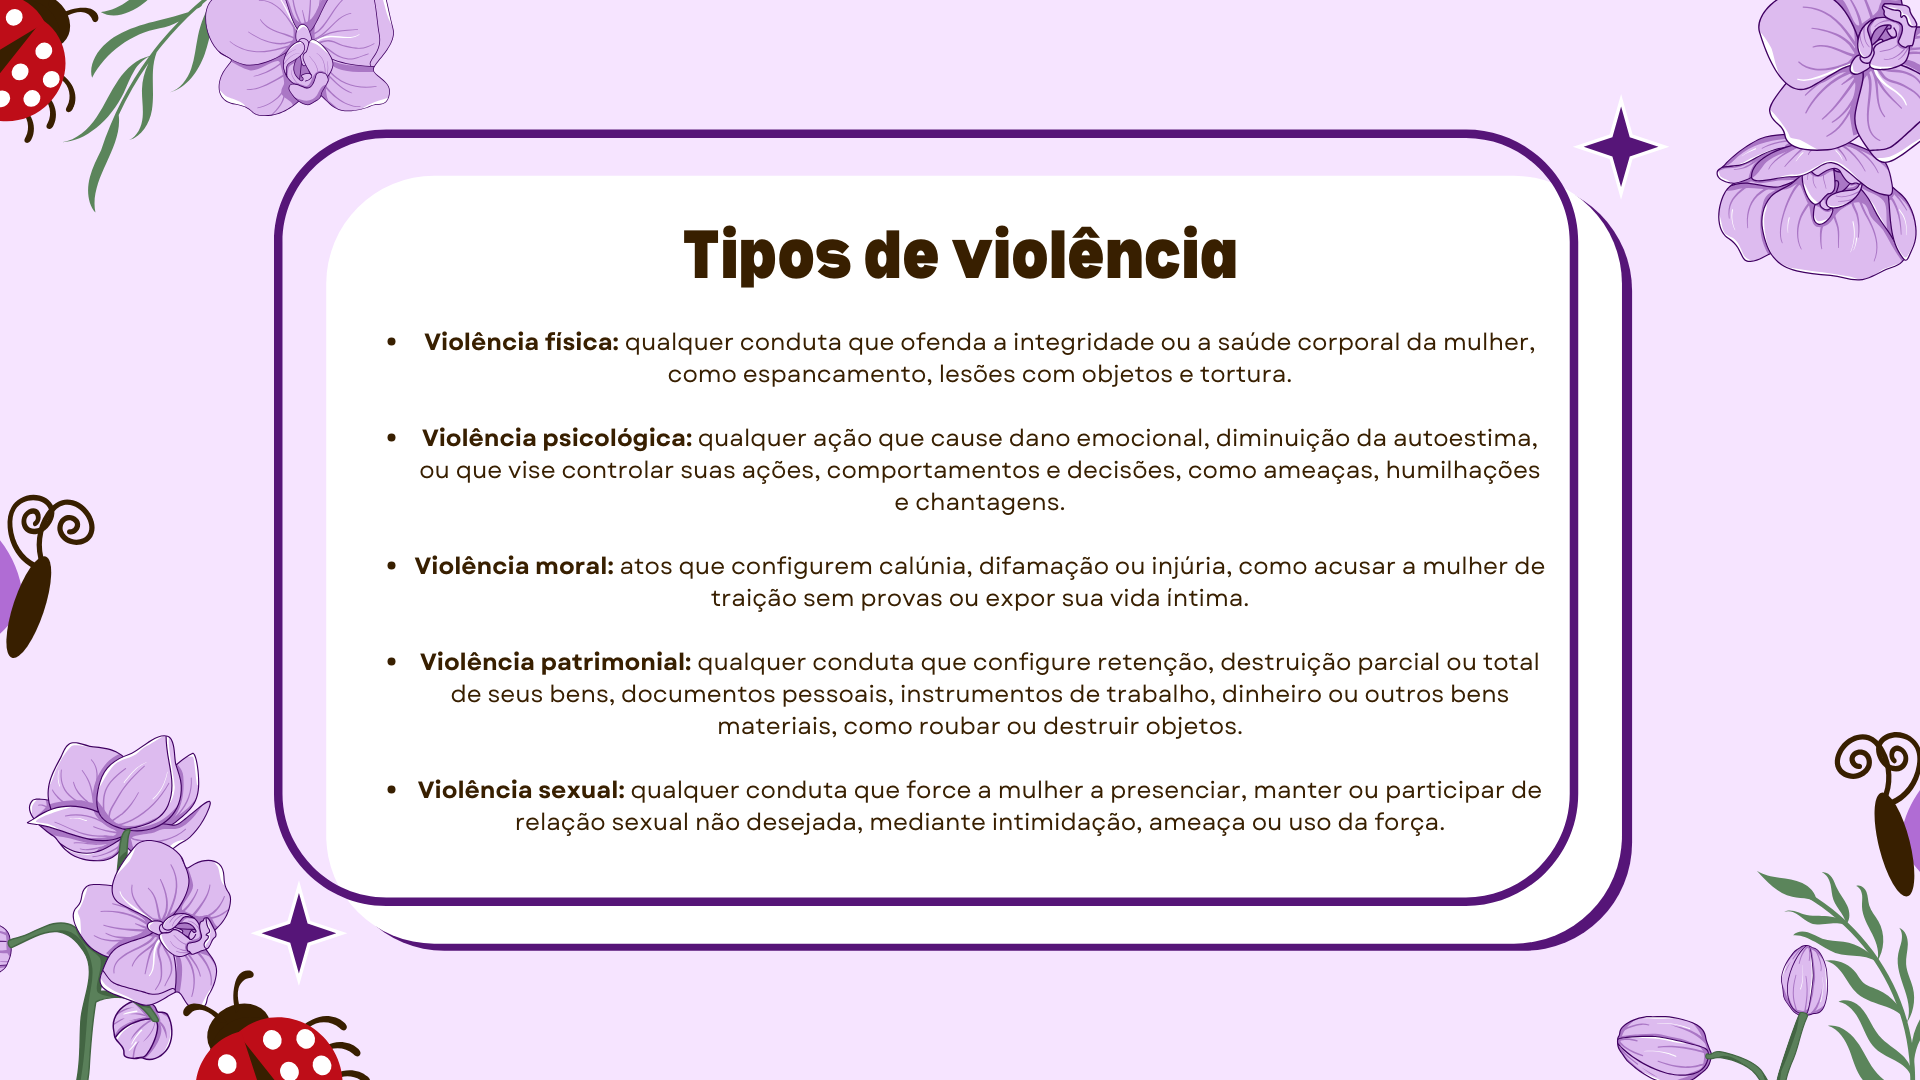 Tipos de violência
• Violência física: qualquer conduta que ofenda a integridade ou a saúde corporal da mulher,
como espancamento, lesões com objetos e tortura.
• Violência psicológica: qualquer ação que cause dano emocional, diminuição da autoestima,
ou que vise controlar suas ações, comportamentos e decisões, como ameaças, humilhações
e chantagens.
• Violência moral: atos que configurem calúnia, difamação ou injúria, como acusar a mulher de
traição sem provas ou expor sua vida íntima.
• Violência patrimonial: qualquer conduta que configure retenção, destruição parcial ou total
de seus bens, documentos pessoais, instrumentos de trabalho, dinheiro ou outros bens
materiais, como roubar ou destruir objetos.
• Violência sexual: qualquer conduta que force a mulher a presenciar, manter ou participar de
relação sexual não desejada, mediante intimidação, ameaça ou uso da força.